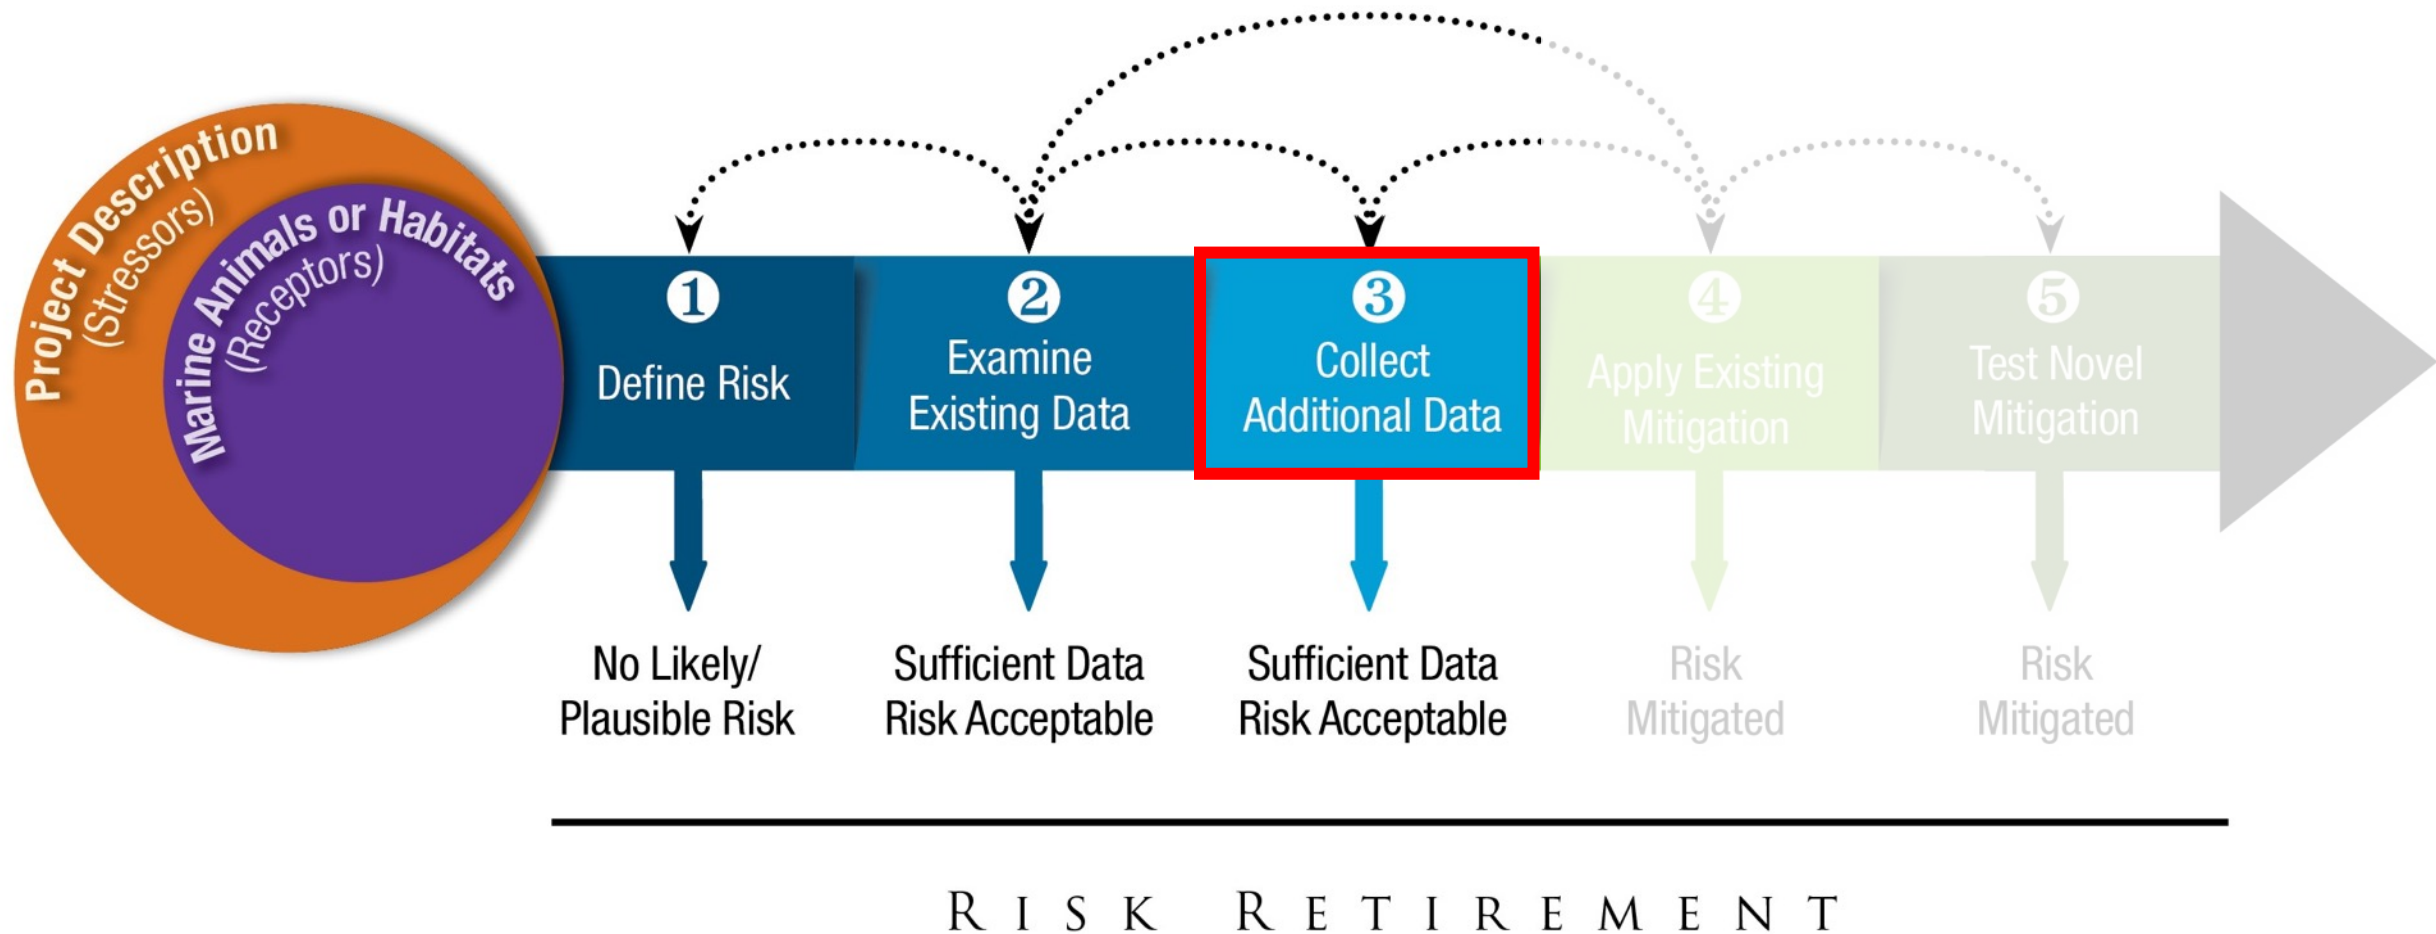 Project Description
(Stressors)
Marine Animals or Habitats
(Receptors)
1
Define Risk
2
Examine
Existing Data
3
Collect
Additional Data
4
Apply Existing
Mitigation
5
Test Novel
Mitigation
No Likely/
Plausible Risk
Sufficient Data
Risk Acceptable
Sufficient Data
Risk Acceptable
Risk
Mitigated
Risk
Mitigated
RISK RETIREMENT